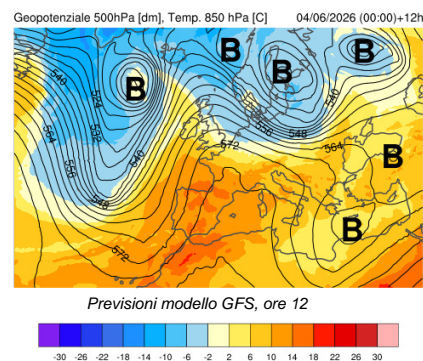 Geopotenziale 500hPa [dm], Temp. 850 hPa [C] 04/06/2026 (00:00)+12h
B B B
B
540
524
532
540
564
556
548
572
540
556
548
572
564
B
B
Previsioni modello GFS, ore 12
-30 -26 -22 -18 -14 -10 -6 -2 2 6 10 14 18 22 26 30